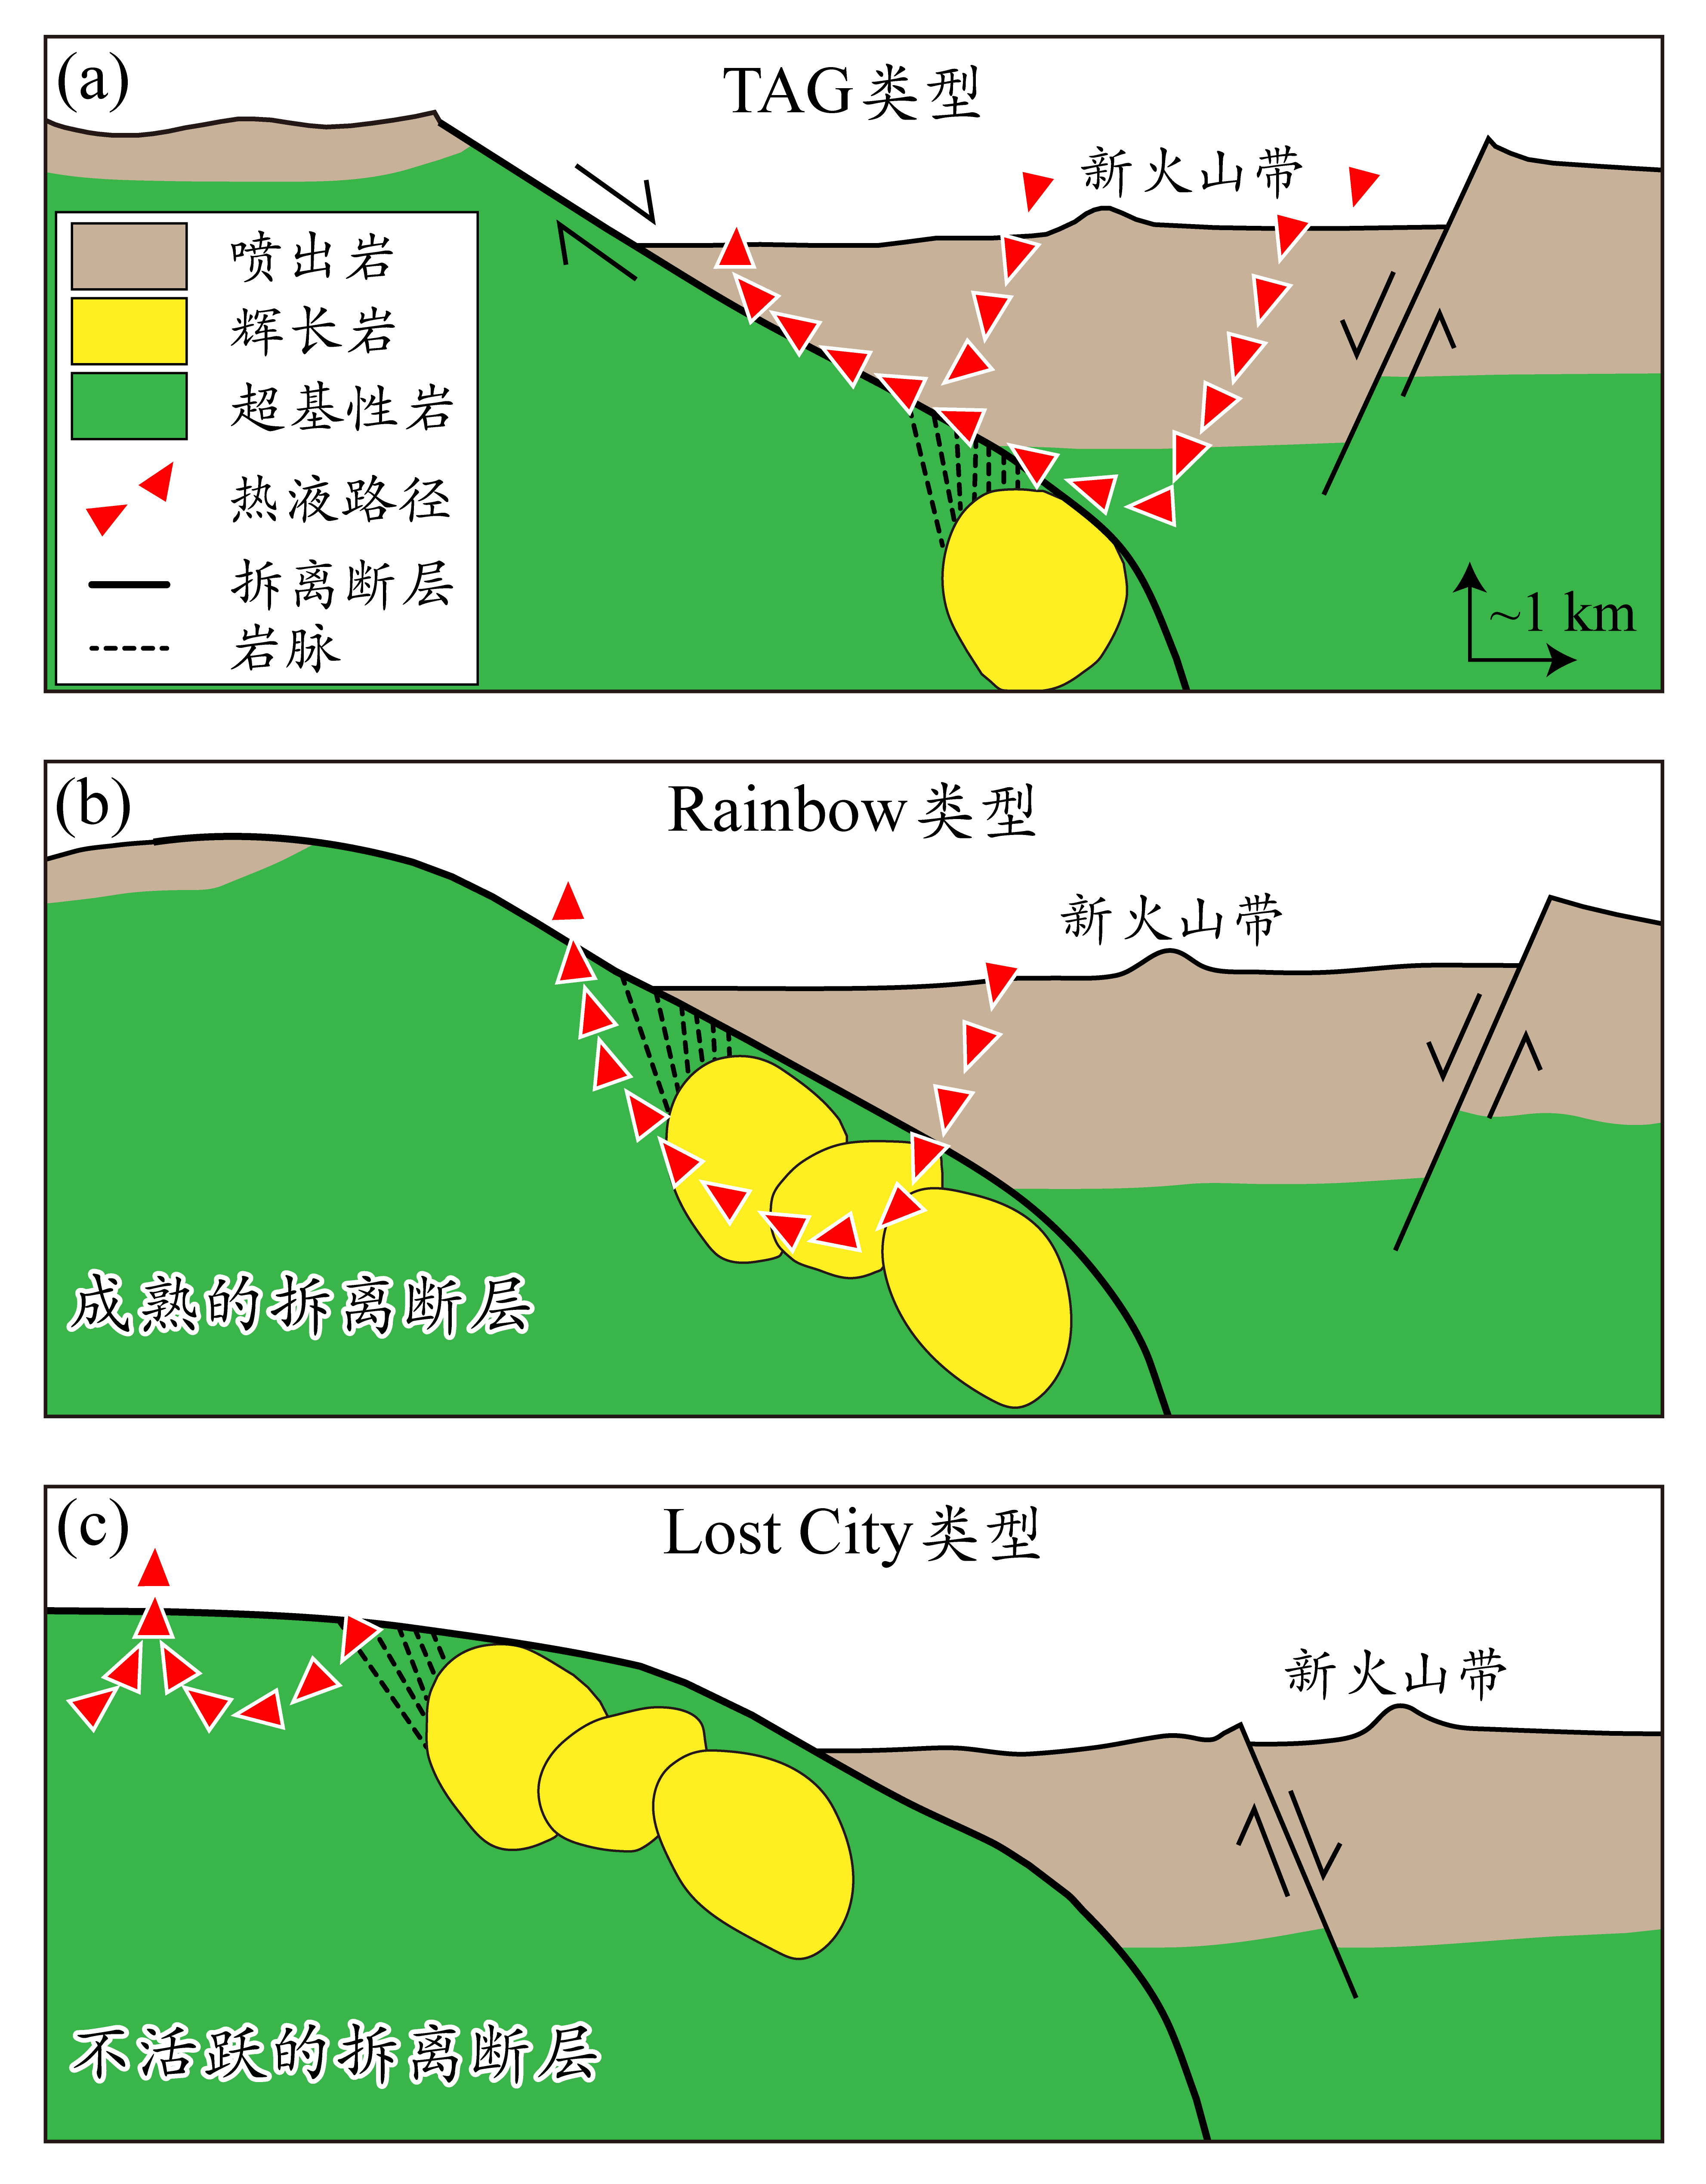 (a)
TAG类型
新火山带
喷出岩
辉长岩
超基性岩
热液路径
拆离断层
岩脉
~1 km
(b)
Rainbow类型
新火山带
成熟的拆离断层
(c)
Lost City类型
新火山带
不活跃的拆离断层